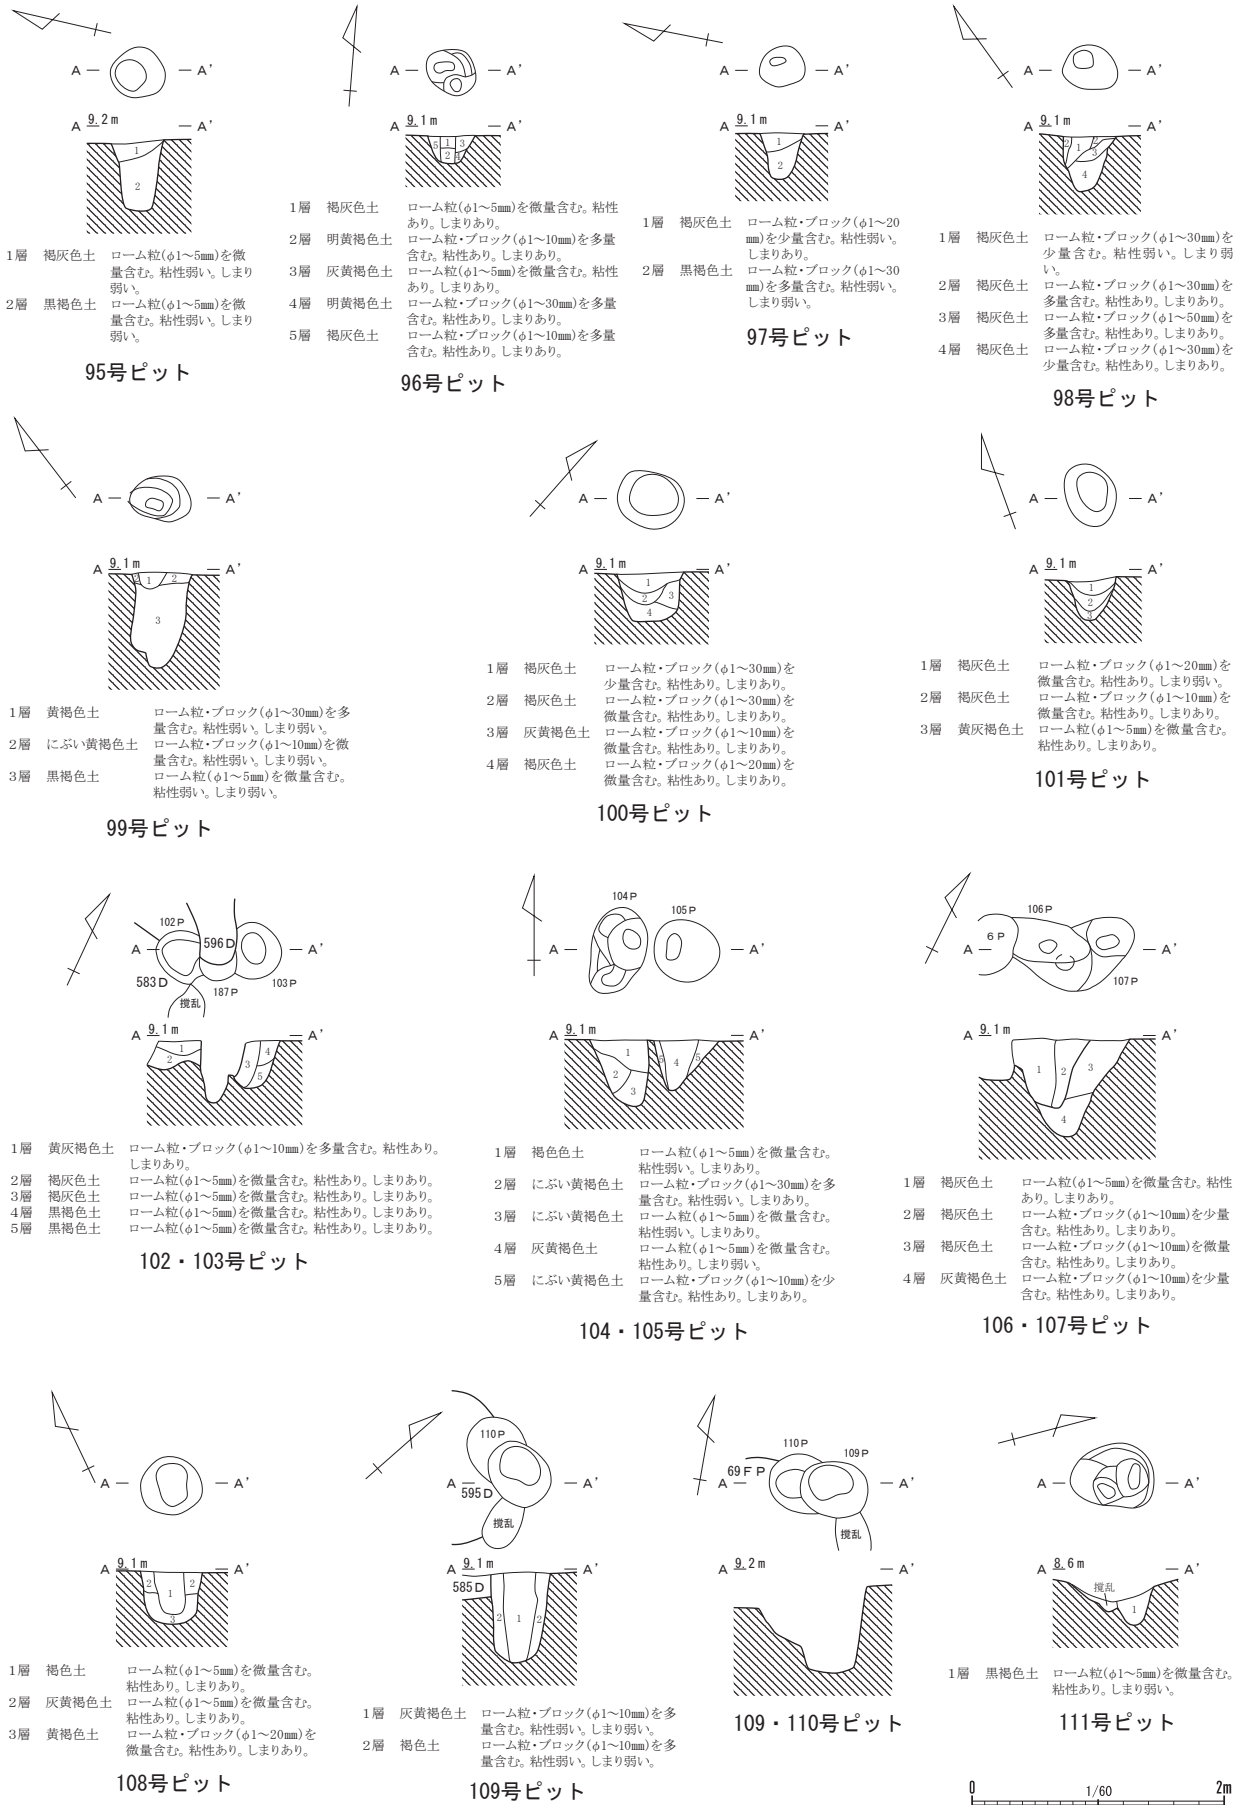 A A'
A 9.2m A'
1
2
1層 褐灰色土 ローム粒(φ1～5㎜)を微
量含む。粘性弱い。しまり
弱い。
2層 黒褐色土 ローム粒(φ1～5㎜)を微
量含む。粘性弱い。しまり
弱い。
95号ピット
A A'
A 9.1m A'
5 1 3
2 4
1層 褐灰色土 ローム粒(φ1～5㎜)を微量含む。粘性
あり。しまりあり。
2層 明黄褐色土 ローム粒・ブロック(φ1～10㎜)を多量
含む。粘性あり。しまりあり。
3層 灰黄褐色土 ローム粒(φ1～5㎜)を微量含む。粘性
あり。しまりあり。
4層 明黄褐色土 ローム粒・ブロック(φ1～30㎜)を多量
含む。粘性あり。しまりあり。
5層 褐灰色土 ローム粒・ブロック(φ1～10㎜)を多量
含む。粘性あり。しまりあり。
96号ピット
A A'
A 9.1m A'
1
2
1層 褐灰色土 ローム粒・ブロック(φ1～20
㎜)を少量含む。粘性弱い。
しまりあり。
2層 黒褐色土 ローム粒・ブロック(φ1～30
㎜)を多量含む。粘性弱い。
しまり弱い。
97号ピット
A A'
A 9.1m A'
2 1 2
3
4
1層 褐灰色土 ローム粒・ブロック(φ1～30㎜)を
少量含む。粘性弱い。しまり弱
い。
2層 褐灰色土 ローム粒・ブロック(φ1～30㎜)を
多量含む。粘性あり。しまりあり。
3層 褐灰色土 ローム粒・ブロック(φ1～50㎜)を
多量含む。粘性あり。しまりあり。
4層 褐灰色土 ローム粒・ブロック(φ1～30㎜)を
少量含む。粘性あり。しまりあり。
98号ピット
A A'
A 9.1m A'
2 1 2
3
1層 黄褐色土 ローム粒・ブロック(φ1～30㎜)を多
量含む。粘性弱い。しまり弱い。
2層 にぶい黄褐色土 ローム粒・ブロック(φ1～10㎜)を微
量含む。粘性弱い。しまり弱い。
3層 黒褐色土 ローム粒(φ1～5㎜)を微量含む。
粘性弱い。しまり弱い。
99号ピット
A A'
A 9.1m A'
1
2 3
4
1層 褐灰色土 ローム粒・ブロック(φ1～30㎜)を
少量含む。粘性あり。しまりあり。
2層 褐灰色土 ローム粒・ブロック(φ1～30㎜)を
微量含む。粘性あり。しまりあり。
3層 灰黄褐色土 ローム粒・ブロック(φ1～10㎜)を
微量含む。粘性あり。しまりあり。
4層 褐灰色土 ローム粒・ブロック(φ1～20㎜)を
微量含む。粘性あり。しまりあり。
100号ピット
A A'
A 9.1m A'
1
2
3
1層 褐灰色土 ローム粒・ブロック(φ1～20㎜)を
微量含む。粘性あり。しまり弱い。
2層 褐灰色土 ローム粒・ブロック(φ1～10㎜)を
微量含む。粘性あり。しまりあり。
3層 黄灰褐色土 ローム粒(φ1～5㎜)を微量含む。
粘性あり。しまりあり。
101号ピット
102P
A 596D A'
583D 187P 103P
攪乱
A 9.1m A'
1 4
2 3 5
1層 黄灰褐色土 ローム粒・ブロック(φ1～10㎜)を多量含む。粘性あり。
しまりあり。
2層 褐灰色土 ローム粒(φ1～5㎜)を微量含む。粘性あり。しまりあり。
3層 褐灰色土 ローム粒(φ1～5㎜)を微量含む。粘性あり。しまりあり。
4層 黒褐色土 ローム粒(φ1～5㎜)を微量含む。粘性あり。しまりあり。
5層 黒褐色土 ローム粒(φ1～5㎜)を微量含む。粘性あり。しまりあり。
102・103号ピット
104P
105P
A A'
A 9.1m A'
1 5 4 5
2
3
1層 褐色色土 ローム粒(φ1～5㎜)を微量含む。
粘性弱い。しまりあり。
2層 にぶい黄褐色土 ローム粒・ブロック(φ1～30㎜)を多
量含む。粘性弱い。しまりあり。
3層 にぶい黄褐色土 ローム粒(φ1～5㎜)を微量含む。
粘性弱い。しまりあり。
4層 灰黄褐色土 ローム粒(φ1～5㎜)を微量含む。
粘性あり。しまり弱い。
5層 にぶい黄褐色土 ローム粒・ブロック(φ1～10㎜)を少
量含む。粘性あり。しまりあり。
104・105号ピット
106P
6P
A A'
107P
A 9.1m A'
1 2 3
4
1層 褐灰色土 ローム粒(φ1～5㎜)を微量含む。粘性
あり。しまりあり。
2層 褐灰色土 ローム粒・ブロック(φ1～10㎜)を少量
含む。粘性あり。しまりあり。
3層 褐灰色土 ローム粒・ブロック(φ1～10㎜)を微量
含む。粘性あり。しまりあり。
4層 灰黄褐色土 ローム粒・ブロック(φ1～10㎜)を少量
含む。粘性あり。しまりあり。
106・107号ピット
A A'
A 9.1m A'
2 1 2
3
1層 褐色土 ローム粒(φ1～5㎜)を微量含む。
粘性あり。しまりあり。
2層 灰黄褐色土 ローム粒(φ1～5㎜)を微量含む。
粘性あり。しまりあり。
3層 黄褐色土 ローム粒・ブロック(φ1～20㎜)を
微量含む。粘性あり。しまりあり。
108号ピット
110P
A A'
595D
攪乱
A 9.1m A'
585D
2 1 2
1層 灰黄褐色土 ローム粒・ブロック(φ1～10㎜)を多
量含む。粘性弱い。しまり弱い。
2層 褐色土 ローム粒・ブロック(φ1～10㎜)を多
量含む。粘性弱い。しまり弱い。
109号ピット
110P
109P
69FP
A A'
攪乱
A 9.2m A'
109・110号ピット
A A'
A 8.6m A'
攪乱
1
1層 黒褐色土 ローム粒(φ1～5㎜)を微量含む。
粘性あり。しまり弱い。
111号ピット
0 1/60 2m